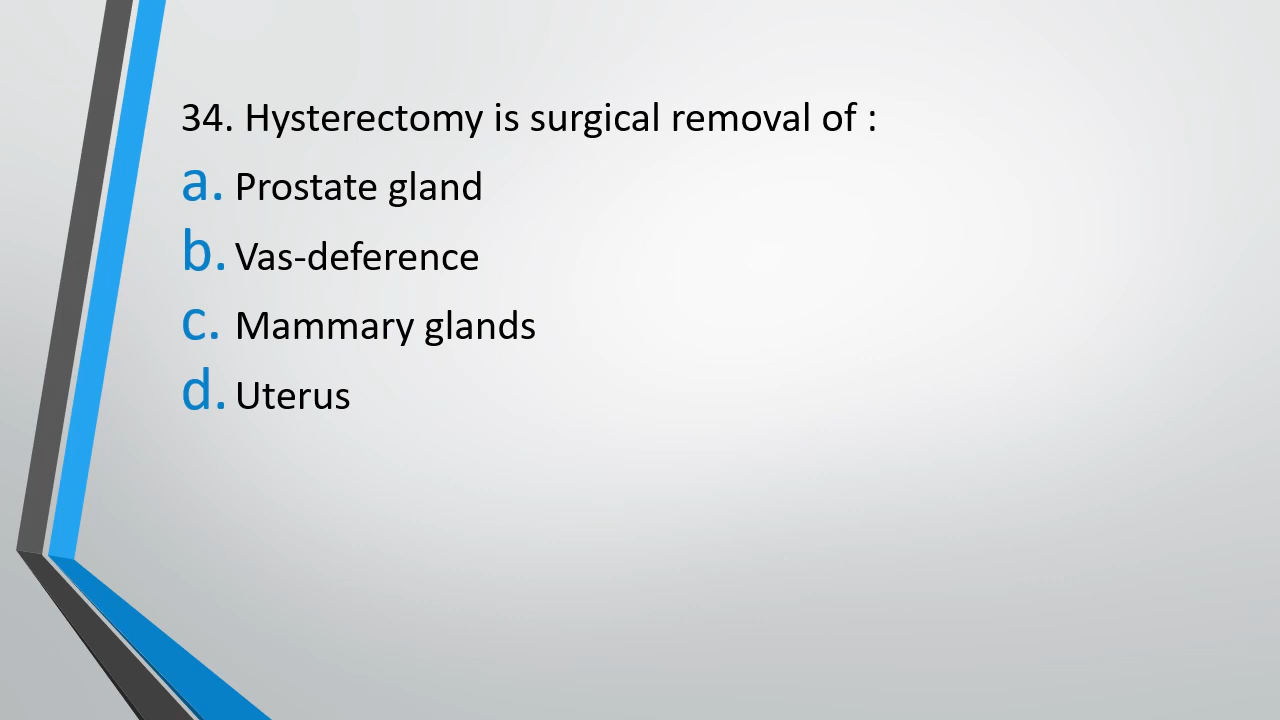 34. Hysterectomy is surgical removal of :
a. Prostate gland
b. Vas-deference
c. Mammary glands
d. Uterus